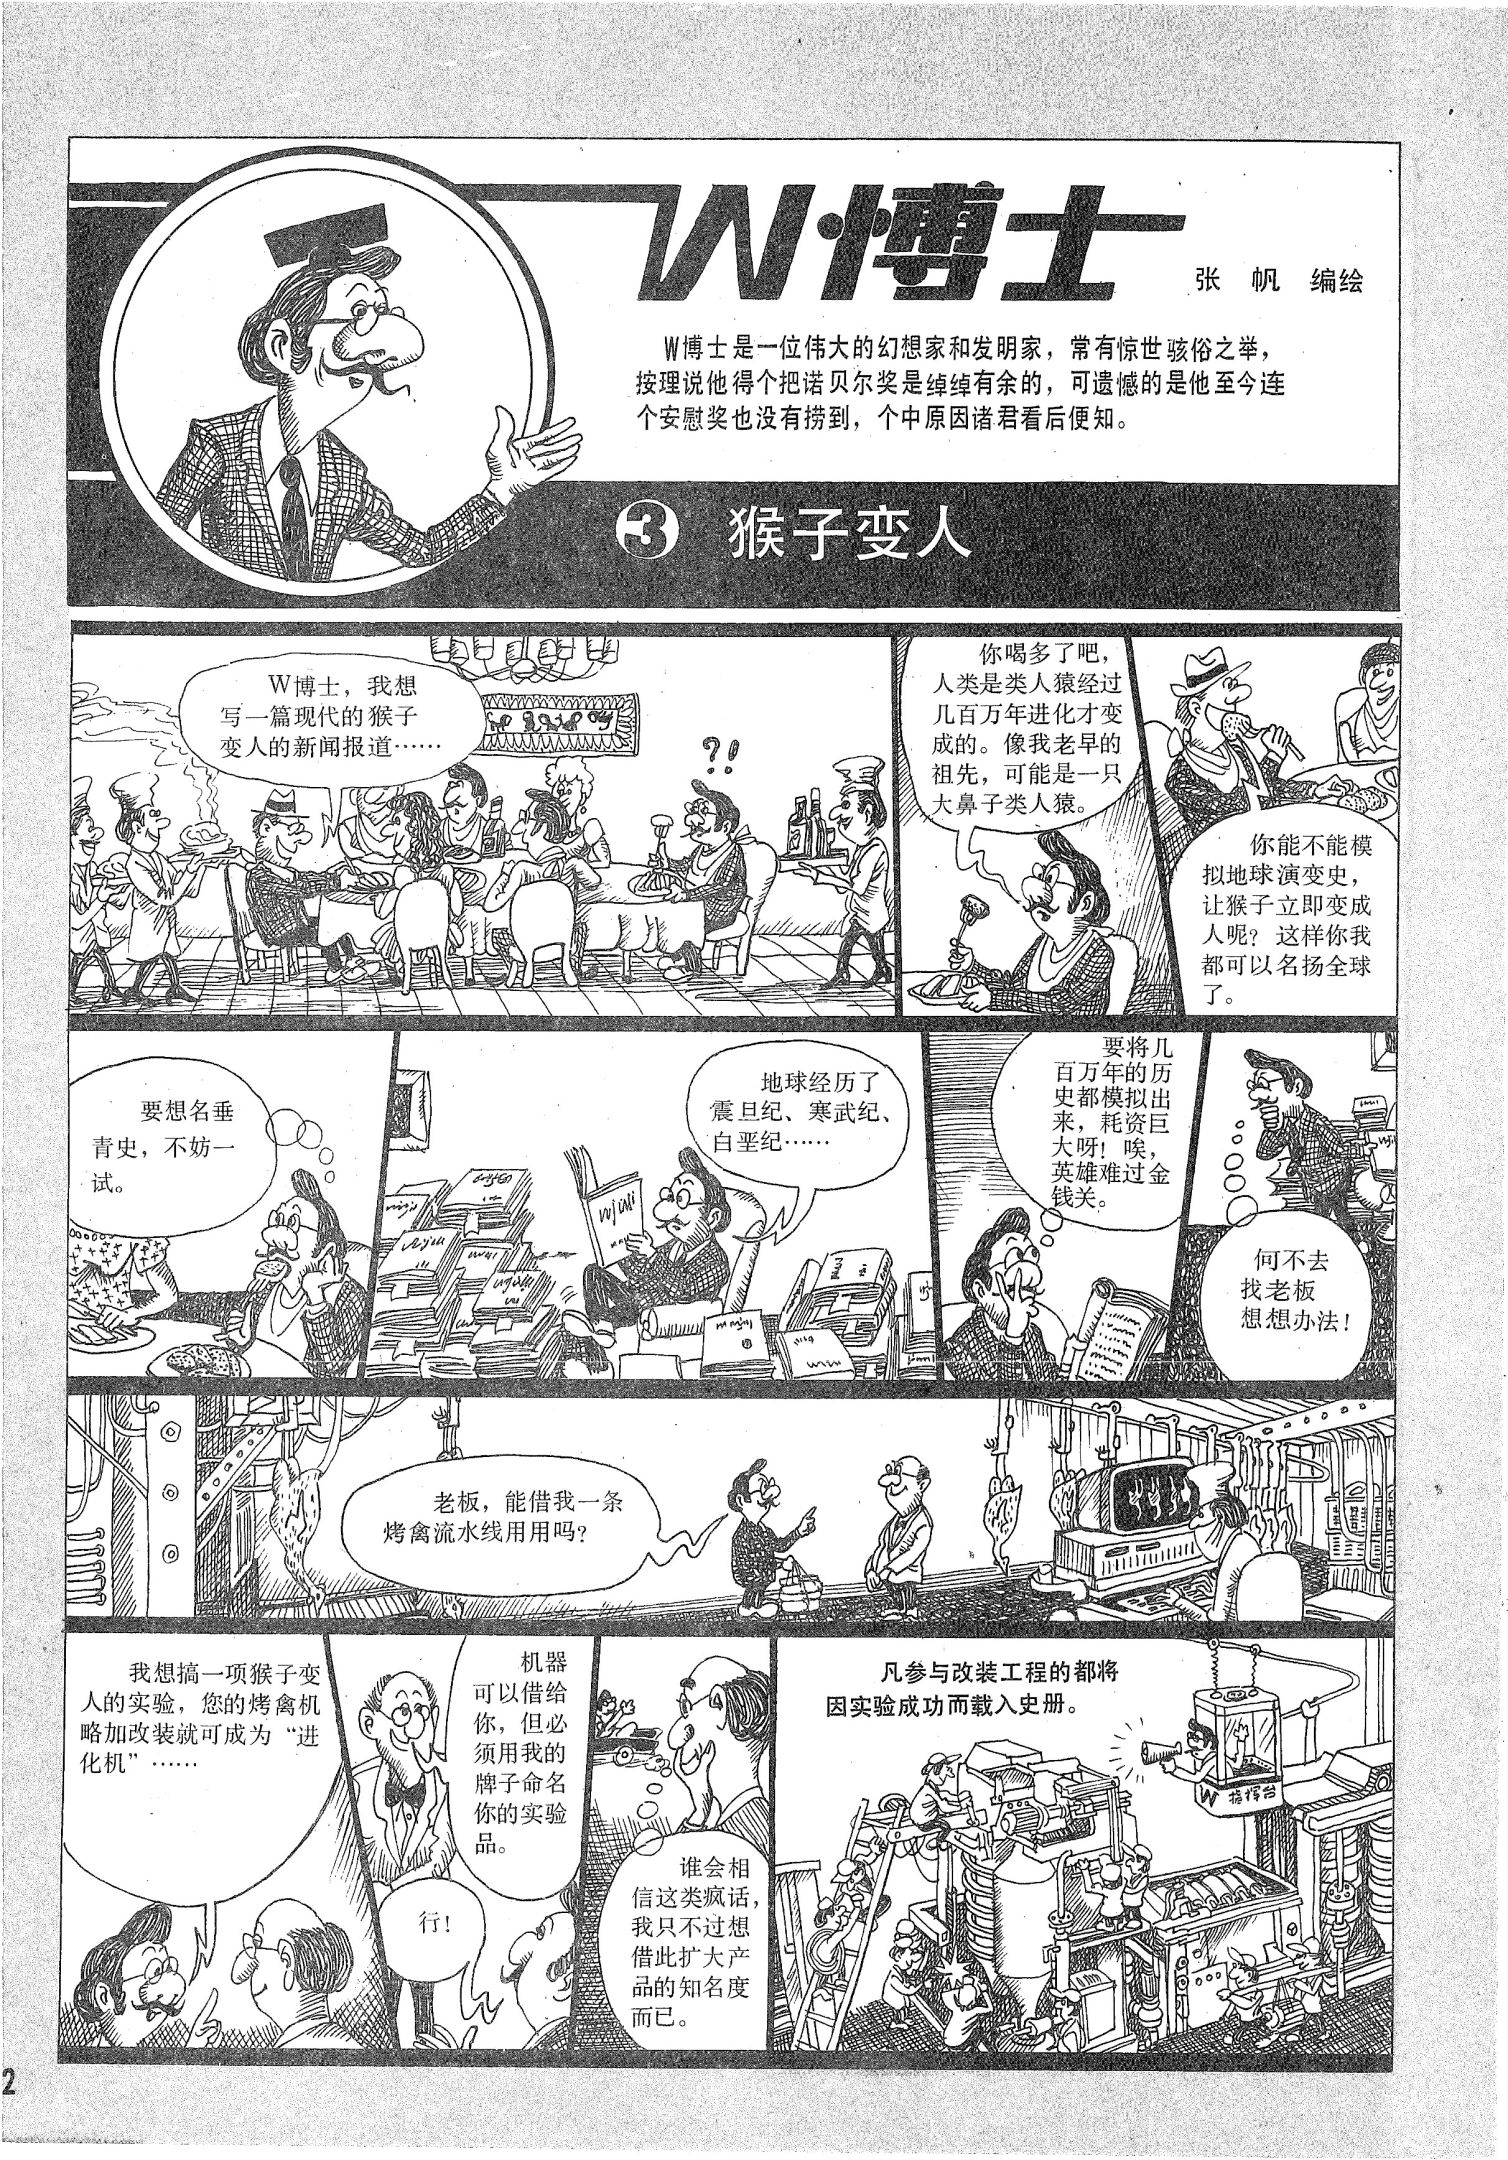 W·博士
张 帆 编绘
W博士是一位伟大的幻想家和发明家，常有惊世骇俗之举，
按理说他得个把诺贝尔奖是绰绰有余的，可遗憾的是他至今连
个安慰奖也没有捞到，个中原因诸君看后便知。
3 猴子变人
W博士，我想
写一篇现代的猴子
变人的新闻报道……
?!
你喝多了吧，
人类是类人猿经过
几百万年进化才变
成的。像我老早的
祖先，可能是一只
大鼻子类人猿。
你能不能模
拟地球演变史，
让猴子立即变成
人呢？这样你我
都可以名扬全球
了。
要想名垂
青史，不妨一
试。
地球经历了
震旦纪、寒武纪、
白垩纪……
要将几
百万年的历
史都模拟出
来，耗资巨
大呀！唉，
英雄难过金
钱关。
何不去
找老板
想想办法！
老板，能借我一条
烤禽流水线用用吗？
我想搞一项猴子变
人的实验，您的烤禽机
略加改装就可成为“进
化机”……
机器
可以借给
你，但必
须用我的
牌子命名
你的实验
品。
行！
谁会相
信这类疯话，
我只不过想
借此扩大产
品的知名度
而已。
凡参与改装工程的都将
因实验成功而载入史册。
W 指挥台
2